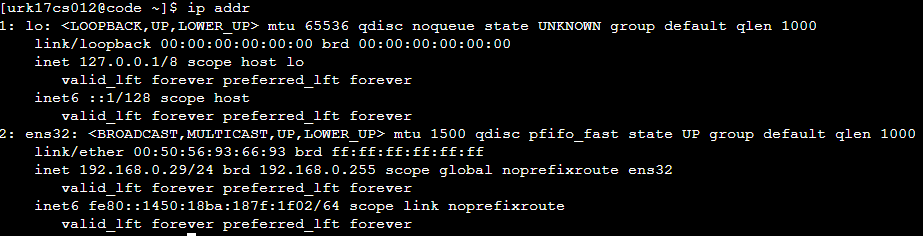 [urk17cs012@code ~]$ ip addr
1: lo: <LOOPBACK,UP,LOWER_UP> mtu 65536 qdisc noqueue state UNKNOWN group default qlen 1000
    link/loopback 00:00:00:00:00:00 brd 00:00:00:00:00:00
    inet 127.0.0.1/8 scope host lo
       valid_lft forever preferred_lft forever
    inet6 ::1/128 scope host
       valid_lft forever preferred_lft forever
2: ens32: <BROADCAST,MULTICAST,UP,LOWER_UP> mtu 1500 qdisc pfifo_fast state UP group default qlen 1000
    link/ether 00:50:56:93:66:93 brd ff:ff:ff:ff:ff:ff
    inet 192.168.0.29/24 brd 192.168.0.255 scope global noprefixroute ens32
       valid_lft forever preferred_lft forever
    inet6 fe80::1450:18ba:187f:1f02/64 scope link noprefixroute
       valid_lft forever preferred_lft forever